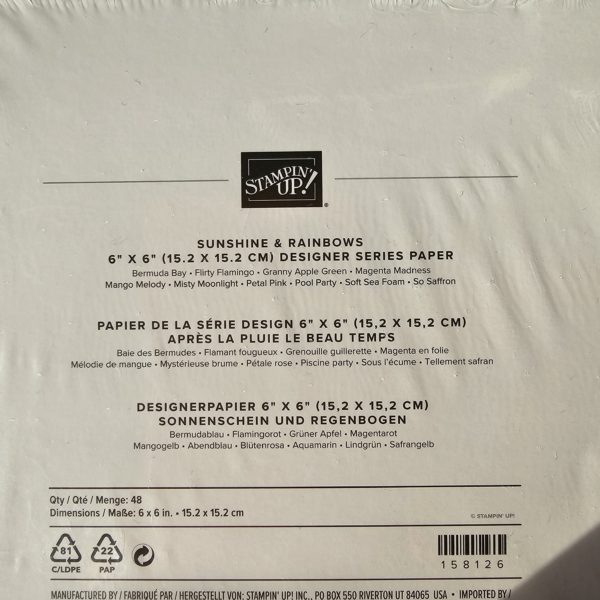 STAMPIN' UP!®
SUNSHINE & RAINBOWS
6" X 6" (15.2 X 15.2 CM) DESIGNER SERIES PAPER
Bermuda Bay • Flirty Flamingo • Granny Apple Green • Magenta Madness
Mango Melody • Misty Moonlight • Petal Pink • Pool Party • Soft Sea Foam • So Saffron
PAPIER DE LA SÉRIE DESIGN 6" X 6" (15,2 X 15,2 CM)
APRÈS LA PLUIE LE BEAU TEMPS
Baie des Bermudes • Flamant fougueux • Grenouille guillerette • Magenta en folie
Mélodie de mangue • Mystérieuse brume • Pétale rose • Piscine party • Sous l'écume • Tellement safran
DESIGNERPAPIER 6" X 6" (15,2 X 15,2 CM)
SONNENSCHEIN UND REGENBOGEN
Bermudablau • Flamingorot • Grüner Apfel • Magentarot
Mangogelb • Abendblau • Blütenrosa • Aquamarin • Lindgrün • Safrangelb
Qty / Qté / Menge: 48
Dimensions / Maße: 6 x 6 in. • 15.2 x 15.2 cm
© STAMPIN' UP!
81
C/LDPE
22
PAP
158126
MANUFACTURED BY / FABRIQUÉ PAR / HERGESTELLT VON: STAMPIN' UP! INC., PO BOX 550 RIVERTON UT 84065 USA • IMPORTED BY /